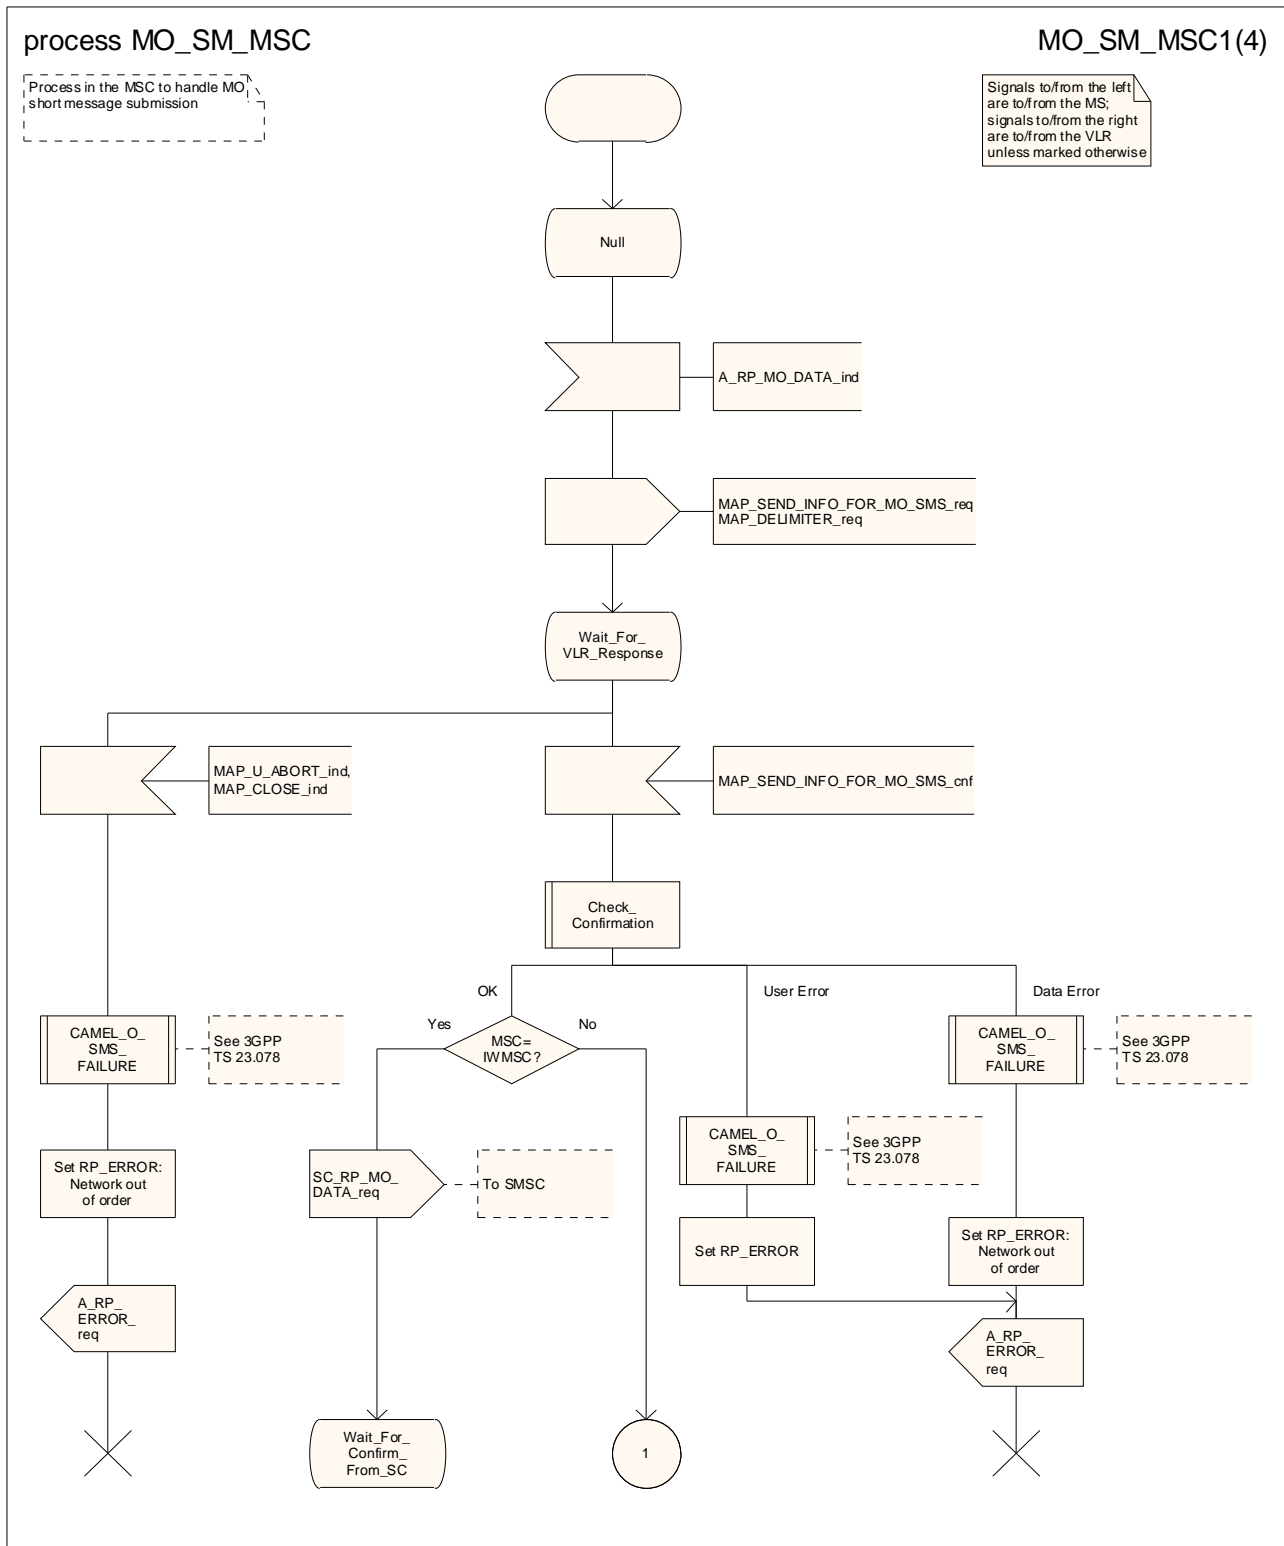 process MO_SM_MSC
MO_SM_MSC1(4)
Process in the MSC to handle MO
short message submission
Signals to/from the left
are to/from the MS;
signals to/from the right
are to/from the VLR
unless marked otherwise
Null
A_RP_MO_DATA_ind
MAP_SEND_INFO_FOR_MO_SMS_req
MAP_DELIMITER_req
Wait_For_
VLR_Response
MAP_U_ABORT_ind,
MAP_CLOSE_ind
MAP_SEND_INFO_FOR_MO_SMS_cnf
Check_
Confirmation
OK
User Error
Data Error
Yes
No
MSC=
IWMSC?
CAMEL_O_
SMS_
FAILURE
See 3GPP
TS 23.078
CAMEL_O_
SMS_
FAILURE
See 3GPP
TS 23.078
CAMEL_O_
SMS_
FAILURE
See 3GPP
TS 23.078
Set RP_ERROR:
Network out
of order
SC_RP_MO_
DATA_req
To SMSC
Set RP_ERROR
Set RP_ERROR:
Network out
of order
A_RP_
ERROR_
req
A_RP_
ERROR_
req
Wait_For_
Confirm_
From_SC
1